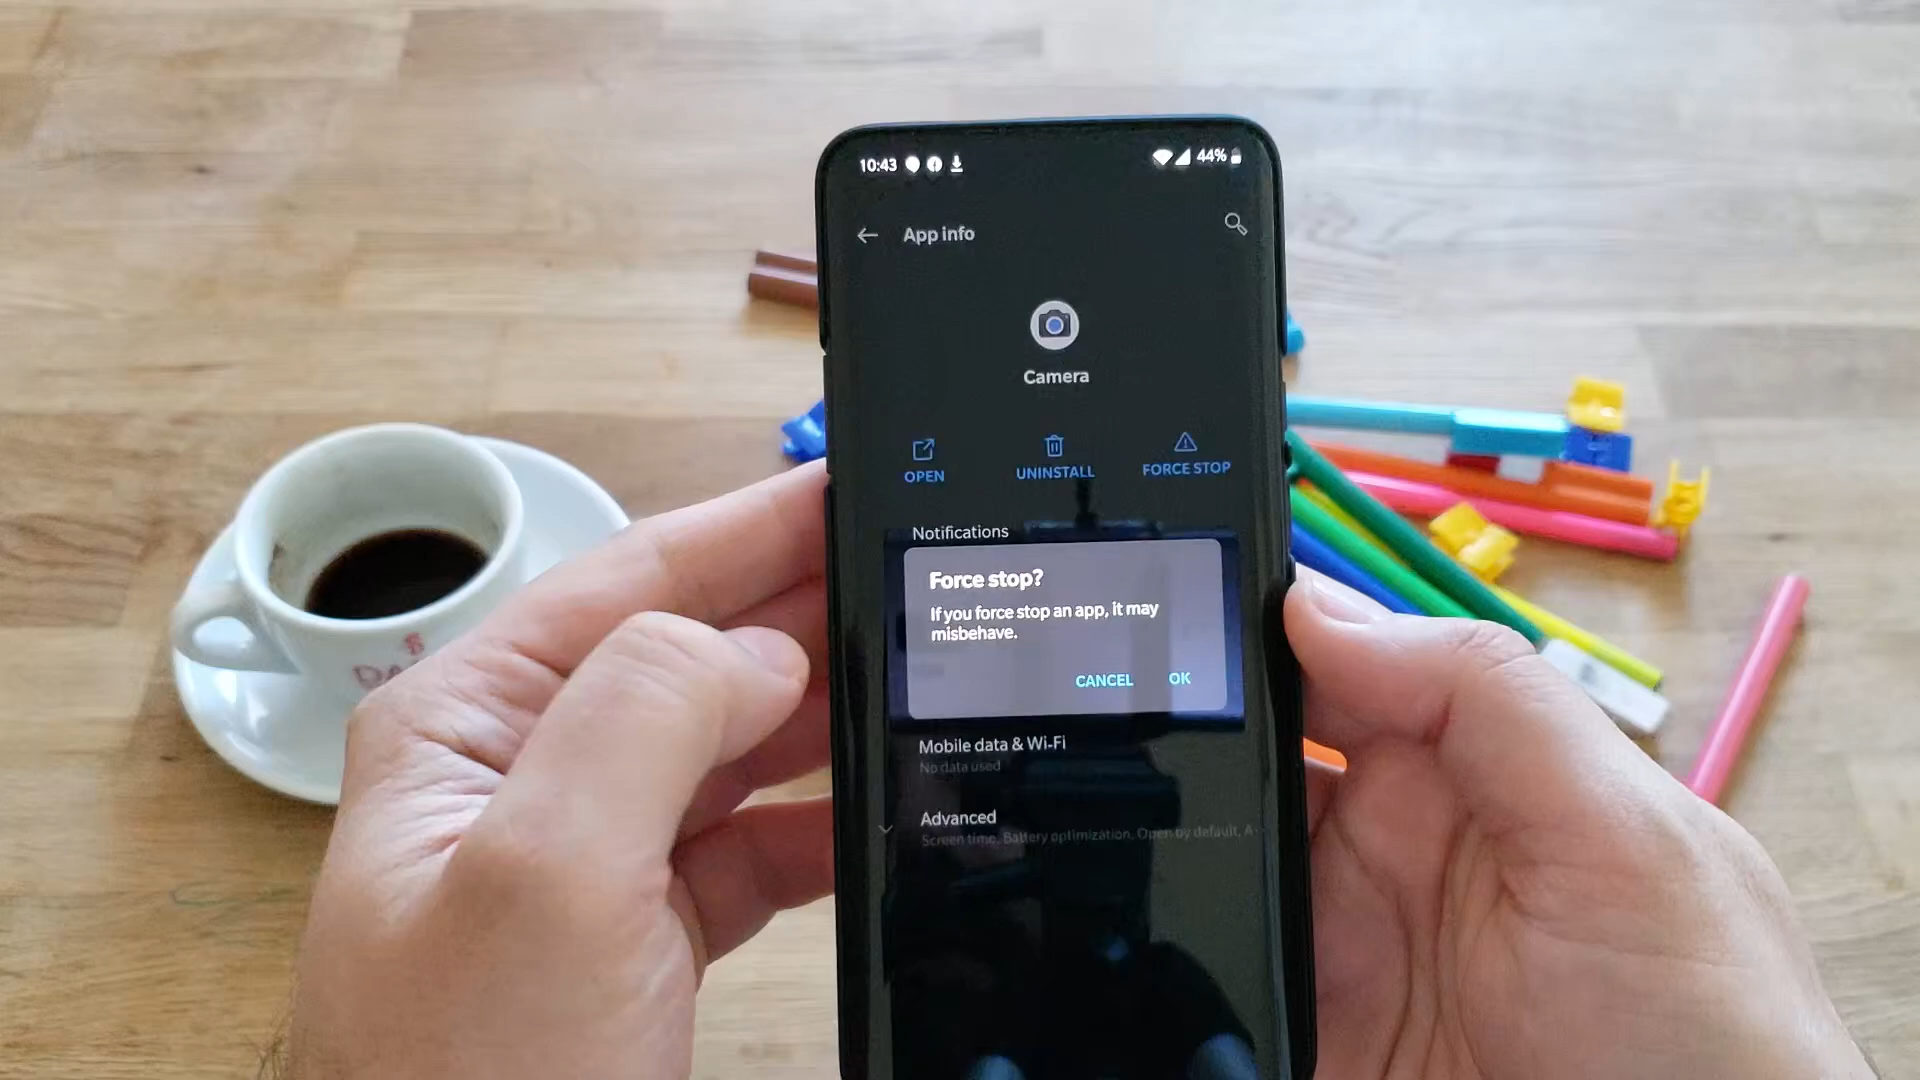 10:43
44%
App info
Camera
OPEN
UNINSTALL
FORCE STOP
Notifications
Force stop?
If you force stop an app, it may
misbehave.
CANCEL
OK
Mobile data & Wi-Fi
No data used
Advanced
Screen time, Battery optimization, Open by default, A